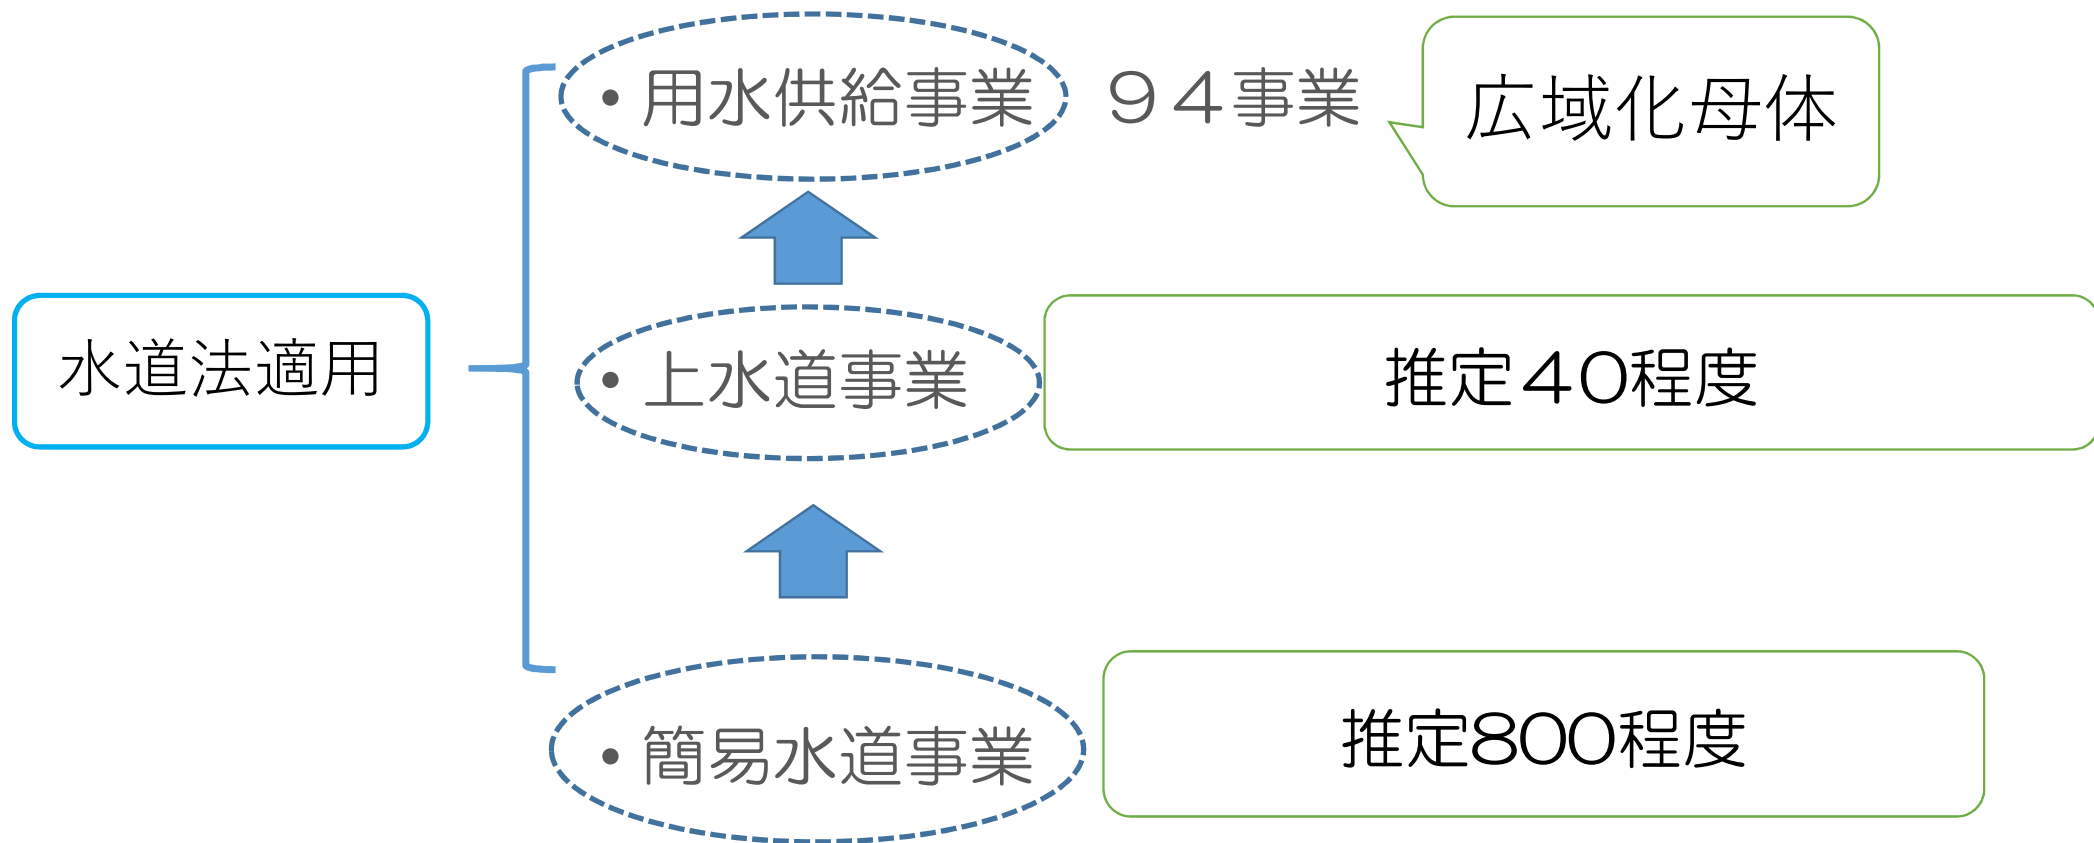 • 用水供給事業　９４事業
広域化母体
水道法適用
• 上水道事業
推定４０程度
• 簡易水道事業
推定800程度